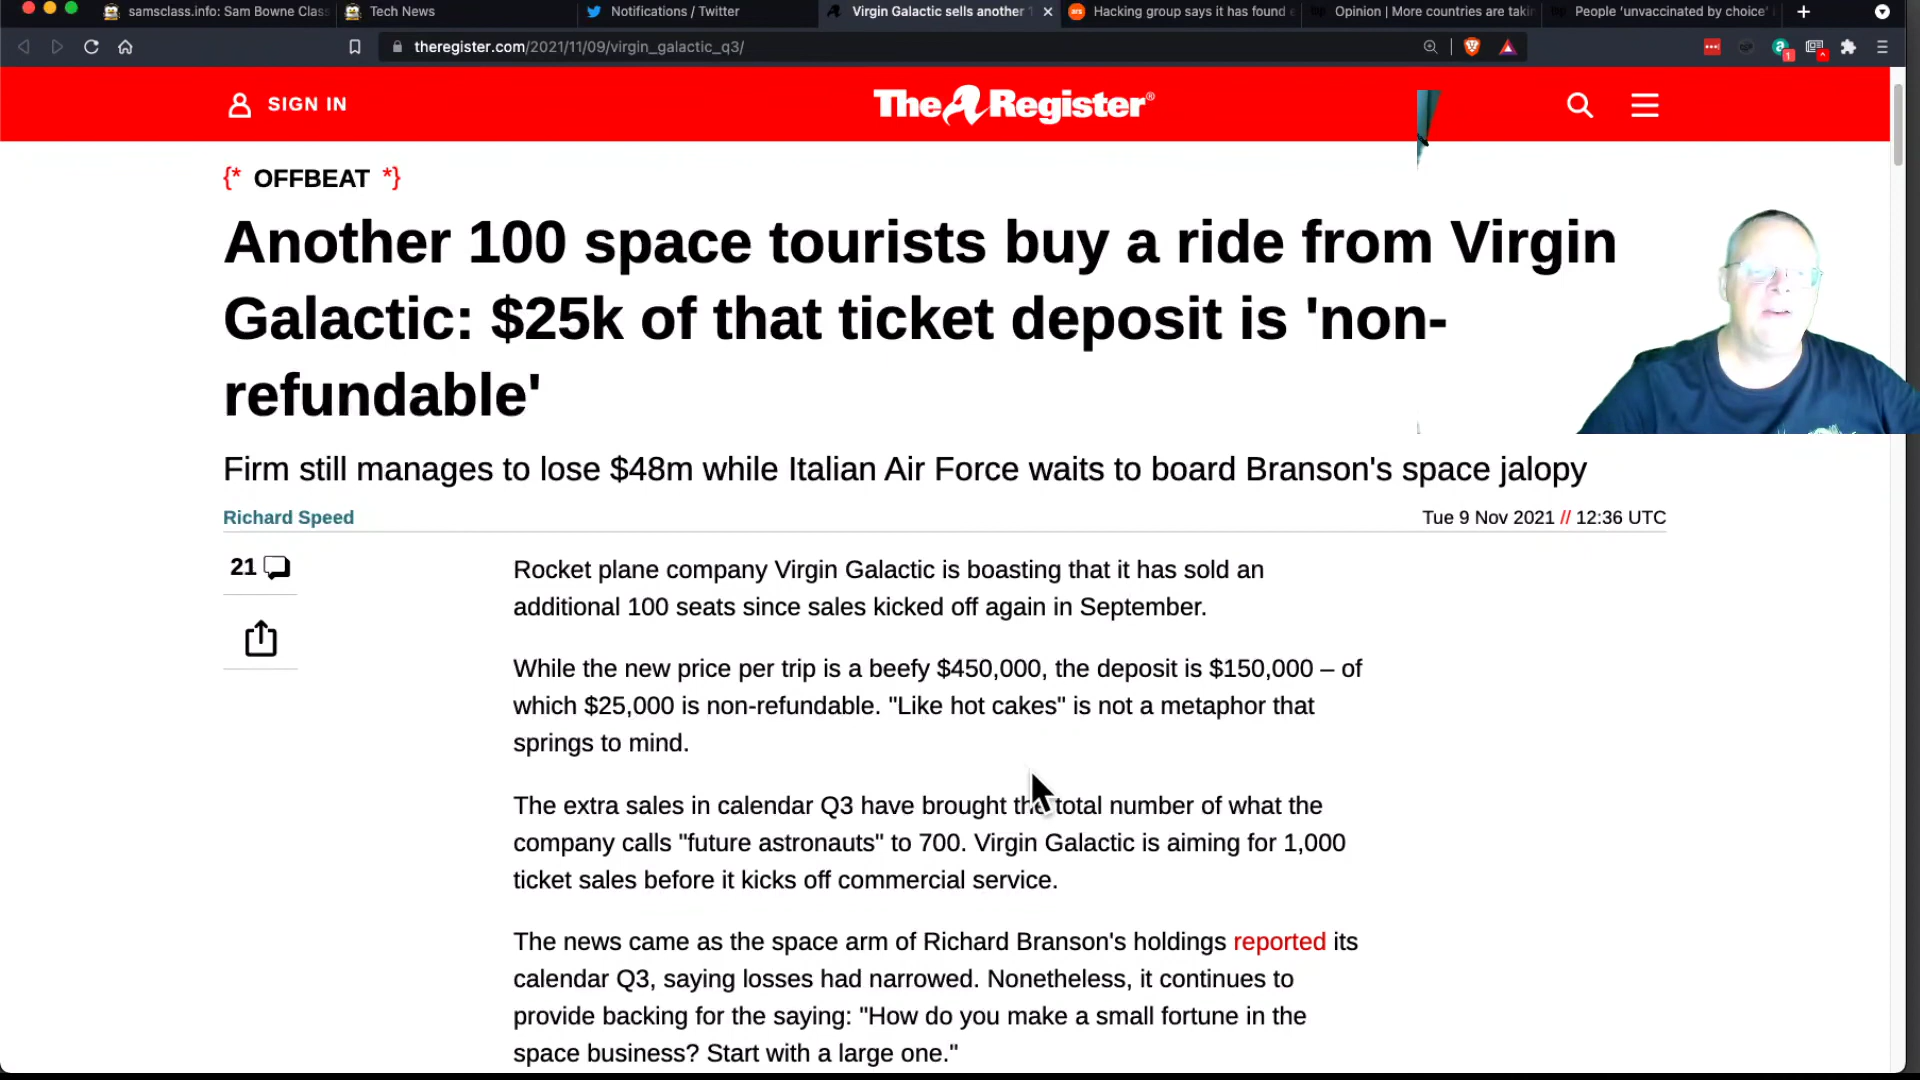 samsclass.info: Sam Bowne Class
Tech News
Notifications / Twitter
Virgin Galactic sells another 1
Hacking group says it has found
Opinion | More countries are takin
People ‘unvaccinated by choice’
theregister.com/2021/11/09/virgin_galactic_q3/
SIGN IN
The Register®
{* OFFBEAT *}
Another 100 space tourists buy a ride from Virgin
Galactic: $25k of that ticket deposit is 'non-
refundable'
Firm still manages to lose $48m while Italian Air Force waits to board Branson's space jalopy
Richard Speed
Tue 9 Nov 2021 // 12:36 UTC
21
Rocket plane company Virgin Galactic is boasting that it has sold an
additional 100 seats since sales kicked off again in September.
While the new price per trip is a beefy $450,000, the deposit is $150,000 – of
which $25,000 is non-refundable. "Like hot cakes" is not a metaphor that
springs to mind.
The extra sales in calendar Q3 have brought the total number of what the
company calls "future astronauts" to 700. Virgin Galactic is aiming for 1,000
ticket sales before it kicks off commercial service.
The news came as the space arm of Richard Branson's holdings reported its
calendar Q3, saying losses had narrowed. Nonetheless, it continues to
provide backing for the saying: "How do you make a small fortune in the
space business? Start with a large one."